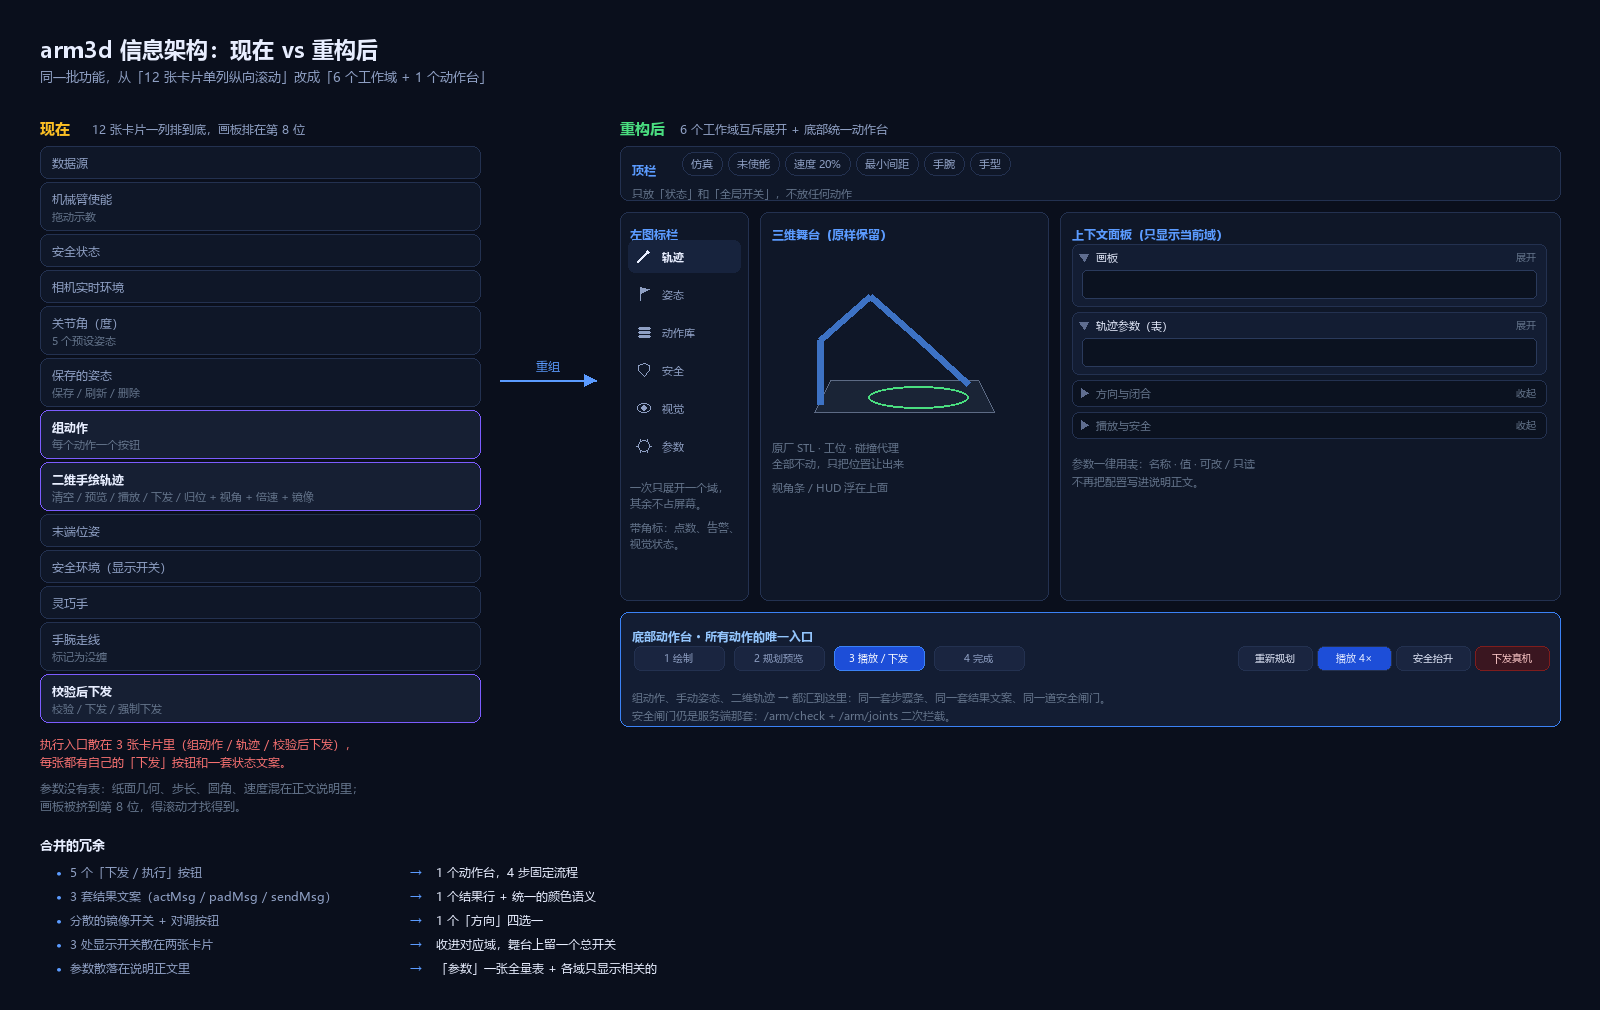 arm3d 信息架构：现在 vs 重构后
同一批功能，从「12 张卡片单列纵向滚动」改成「6 个工作域 + 1 个动作台」
现在 12 张卡片一列排到底，画板排在第 8 位
数据源
机械臂使能
拖动示教
安全状态
相机实时环境
关节角（度）
5 个预设姿态
保存的姿态
保存 / 刷新 / 删除
组动作
每个动作一个按钮
二维手绘轨迹
清空 / 预览 / 播放 / 下发 / 归位 + 视角 + 倍速 + 镜像
末端位姿
安全环境（显示开关）
灵巧手
手腕走线
标记为没缠
校验后下发
校验 / 下发 / 强制下发
执行入口散在 3 张卡片里（组动作 / 轨迹 / 校验后下发），
每张都有自己的「下发」按钮和一套状态文案。
参数没有表：纸面几何、步长、圆角、速度混在正文说明里；
画板被挤到第 8 位，得滚动才找得到。
重组
重构后 6 个工作域互斥展开 + 底部统一动作台
顶栏 仿真 未使能 速度 20% 最小间距 手腕 手型
只放「状态」和「全局开关」，不放任何动作
左图标栏
轨迹
姿态
动作库
安全
视觉
参数
一次只展开一个域，
其余不占屏幕。
带角标：点数、告警、
视觉状态。
三维舞台（原样保留）
原厂 STL · 工位 · 碰撞代理
全部不动，只把位置让出来
视角条 / HUD 浮在上面
上下文面板（只显示当前域）
画板 展开
轨迹参数（表） 展开
方向与闭合 收起
播放与安全 收起
参数一律用表：名称 · 值 · 可改 / 只读
不再把配置写进说明正文。
底部动作台 · 所有动作的唯一入口
1 绘制 2 规划预览 3 播放 / 下发 4 完成 重新规划 播放 4× 安全抬升 下发真机
组动作、手动姿态、二维轨迹 → 都汇到这里：同一套步骤条、同一套结果文案、同一道安全闸门。
安全闸门仍是服务端那套：/arm/check + /arm/joints 二次拦截。
合并的冗余
• 5 个「下发 / 执行」按钮 → 1 个动作台，4 步固定流程
• 3 套结果文案（actMsg / padMsg / sendMsg） → 1 个结果行 + 统一的颜色语义
• 分散的镜像开关 + 对调按钮 → 1 个「方向」四选一
• 3 处显示开关散在两张卡片 → 收进对应域，舞台上留一个总开关
• 参数散落在说明正文里 → 「参数」一张全量表 + 各域只显示相关的